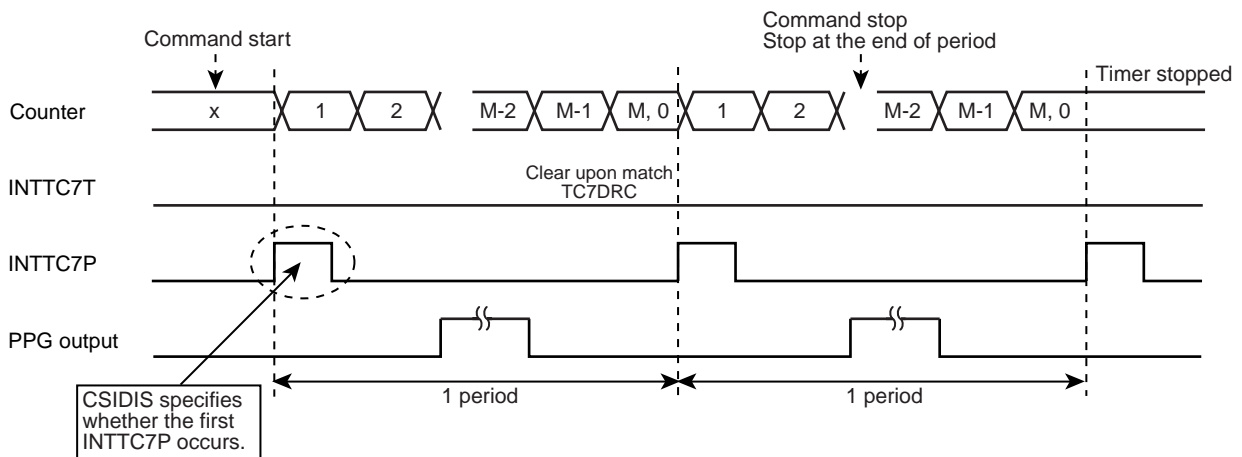 Command start
Command stop
Stop at the end of period
Timer stopped
Counter
x 1 2 M-2 M-1 M, 0 1 2 M-2 M-1 M, 0
Clear upon match
TC7DRC
INTTC7T
INTTC7P
PPG output
1 period 1 period
CSIDIS specifies
whether the first
INTTC7P occurs.